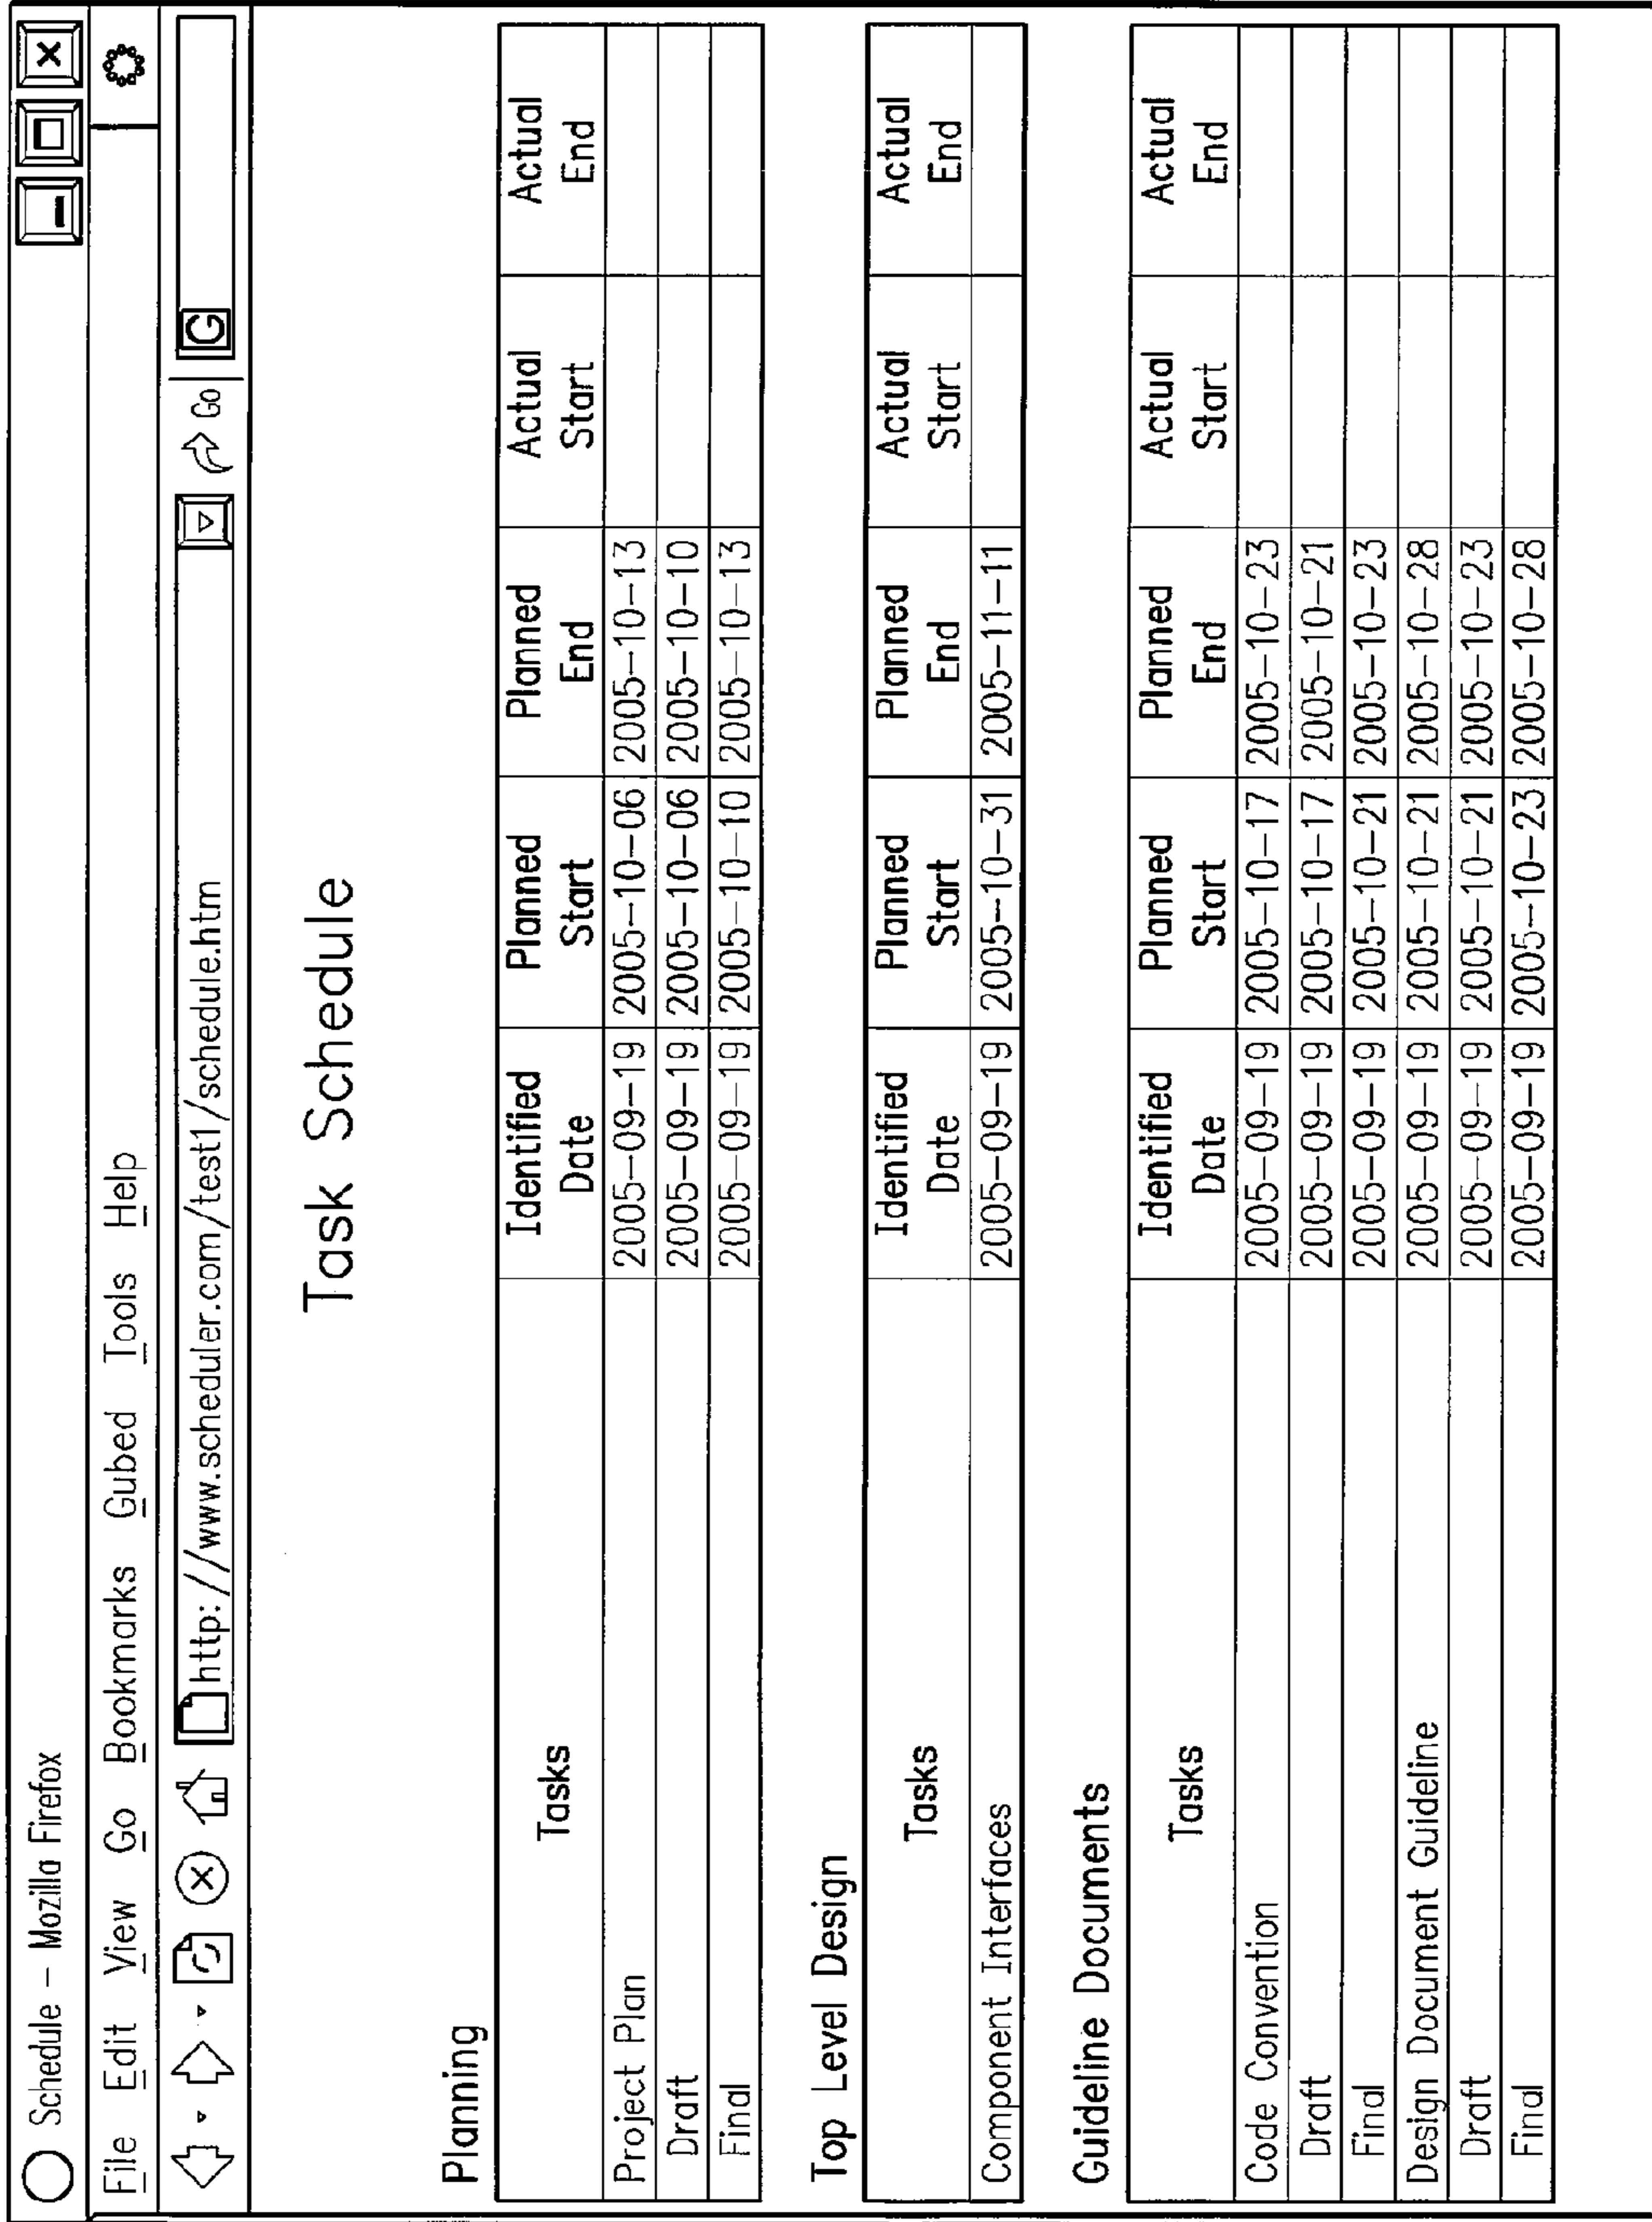 Schedule – Mozilla Firefox
File Edit View Go Bookmarks Gubed Tools Help
http://www.scheduler.com/test1/schedule.htm Go G
Task Schedule
Planning
Tasks Identified Date Planned Start Planned End Actual Start Actual End
Project Plan 2005-09-19 2005-10-06 2005-10-13
Draft 2005-09-19 2005-10-06 2005-10-10
Final 2005-09-19 2005-10-10 2005-10-13
Top Level Design
Tasks Identified Date Planned Start Planned End Actual Start Actual End
Component Interfaces 2005-09-19 2005-10-31 2005-11-11
Guideline Documents
Tasks Identified Date Planned Start Planned End Actual Start Actual End
Code Convention 2005-09-19 2005-10-17 2005-10-23
Draft 2005-09-19 2005-10-17 2005-10-21
Final 2005-09-19 2005-10-21 2005-10-23
Design Document Guideline 2005-09-19 2005-10-21 2005-10-28
Draft 2005-09-19 2005-10-21 2005-10-23
Final 2005-09-19 2005-10-23 2005-10-28